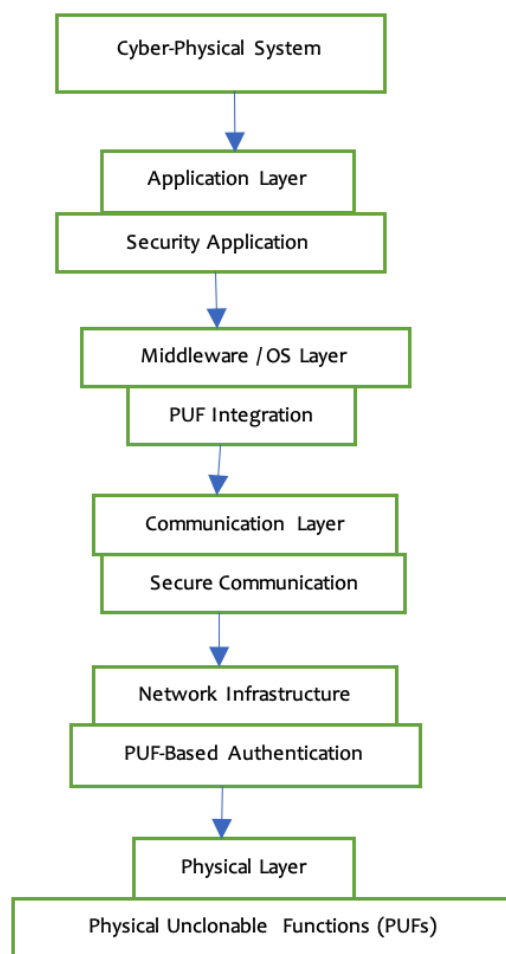 Cyber-Physical System
Application Layer
Security Application
Middleware / OS Layer
PUF Integration
Communication Layer
Secure Communication
Network Infrastructure
PUF-Based Authentication
Physical Layer
Physical Unclonable Functions (PUFs)